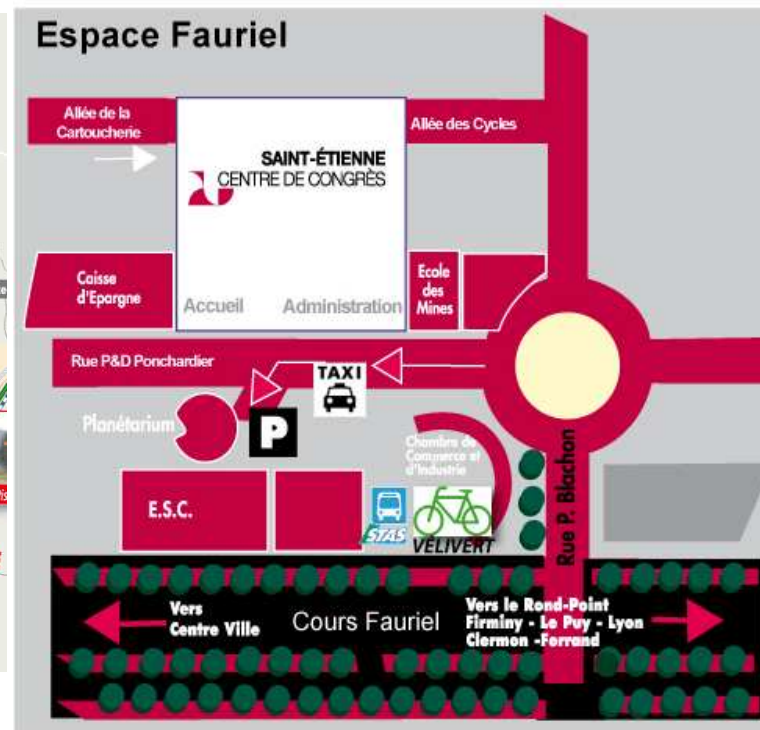 Espace Fauriel
Allée de la
Cartoucherie
Allée des Cycles
SAINT-ÉTIENNE
CENTRE DE CONGRÈS
Caisse
d'Epargne
Accueil
Administration
Ecole
des
Mines
Rue P&D Ponchardier
TAXI
Planétarium
P
Chambre de
Commerce et
d'Industrie
Rue P. Blachon
E.S.C.
STAS
VÉLIVERT
Vers
Centre Ville
Cours Fauriel
Vers le Rond-Point
Firminy - Le Puy - Lyon
Clermon -Ferrand